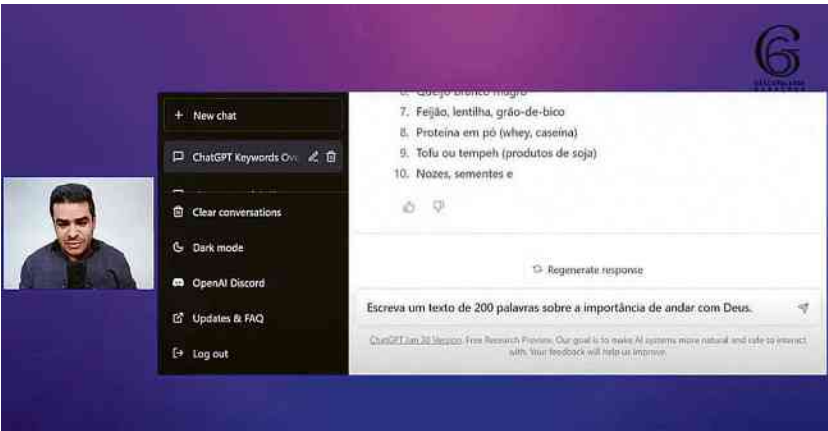 G
+ New chat
ChatGPT Keywords Ov
Clear conversations
Dark mode
OpenAI Discord
Updates & FAQ
Log out
6. Queijo branco magro
7. Feijão, lentilha, grão-de-bico
8. Proteína em pó (whey, caseína)
9. Tofu ou tempeh (produtos de soja)
10. Nozes, sementes e
Regenerate response
Escreva um texto de 200 palavras sobre a importância de andar com Deus.
ChatGPT Jan 30 Version. Free Research Preview. Our goal is to make AI systems more natural and safe to interact
with. Your feedback will help us improve.